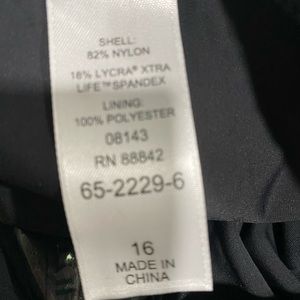 SHELL:
82% NYLON
18% LYCRA® XTRA
LIFE™SPANDEX
LINING:
100% POLYESTER
08143
RN 88842
65-2229-6
16
MADE IN
CHINA